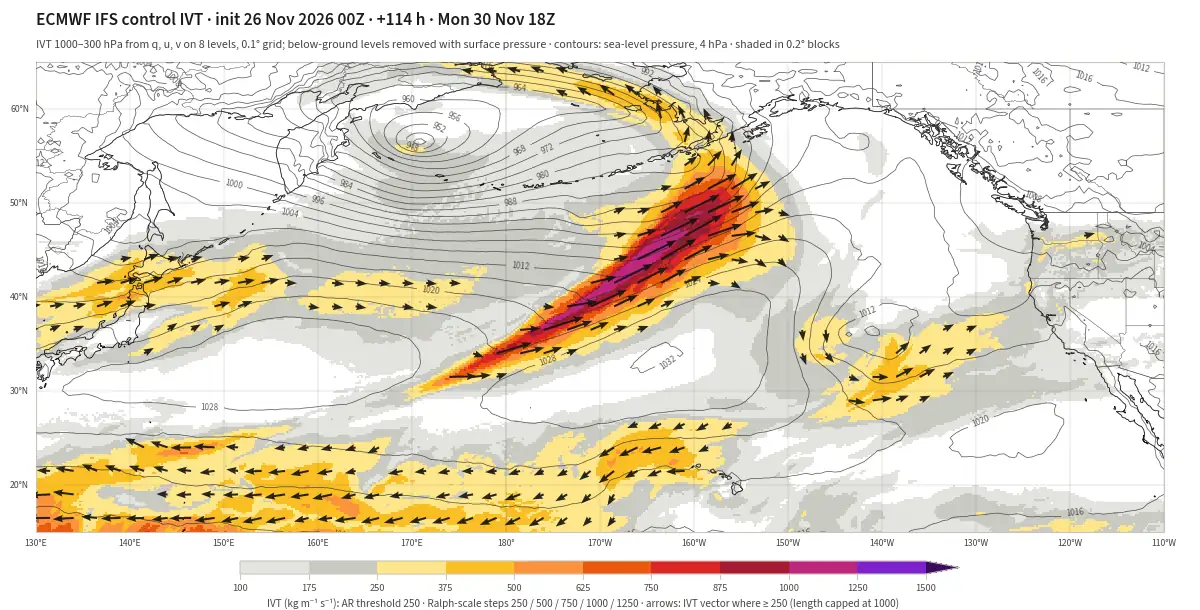 ECMWF IFS control IVT · init 26 Nov 2026 00Z · +114 h · Mon 30 Nov 18Z
IVT 1000–300 hPa from q, u, v on 8 levels, 0.1° grid; below-ground levels removed with surface pressure · contours: sea-level pressure, 4 hPa · shaded in 0.2° blocks
992
1016
1016
1012
964
60°N
960
956
952
968
972
980
984
1000
996
988
1004
50°N
1012
1020
40°N
1012
1028
1032
1016
30°N
1028
1020
20°N
1016
130°E
140°E
150°E
160°E
170°E
180°
170°W
160°W
150°W
140°W
130°W
120°W
110°W
100
175
250
375
500
625
750
875
1000
1250
1500
IVT (kg m⁻¹ s⁻¹): AR threshold 250 · Ralph-scale steps 250 / 500 / 750 / 1000 / 1250 · arrows: IVT vector where ≥ 250 (length capped at 1000)